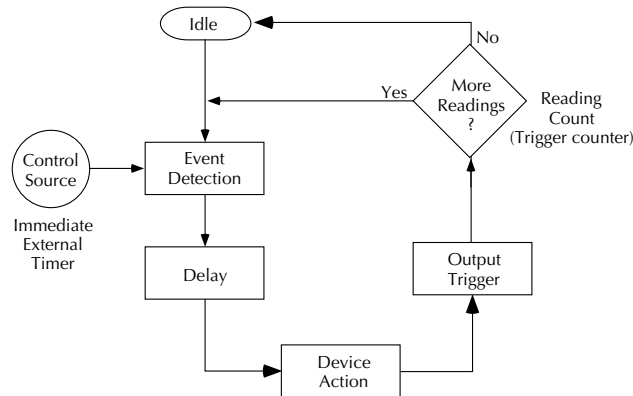 Idle
No
Yes
More
Readings
?
Reading
Count
(Trigger counter)
Control
Source
Event
Detection
Immediate
External
Timer
Delay
Output
Trigger
Device
Action